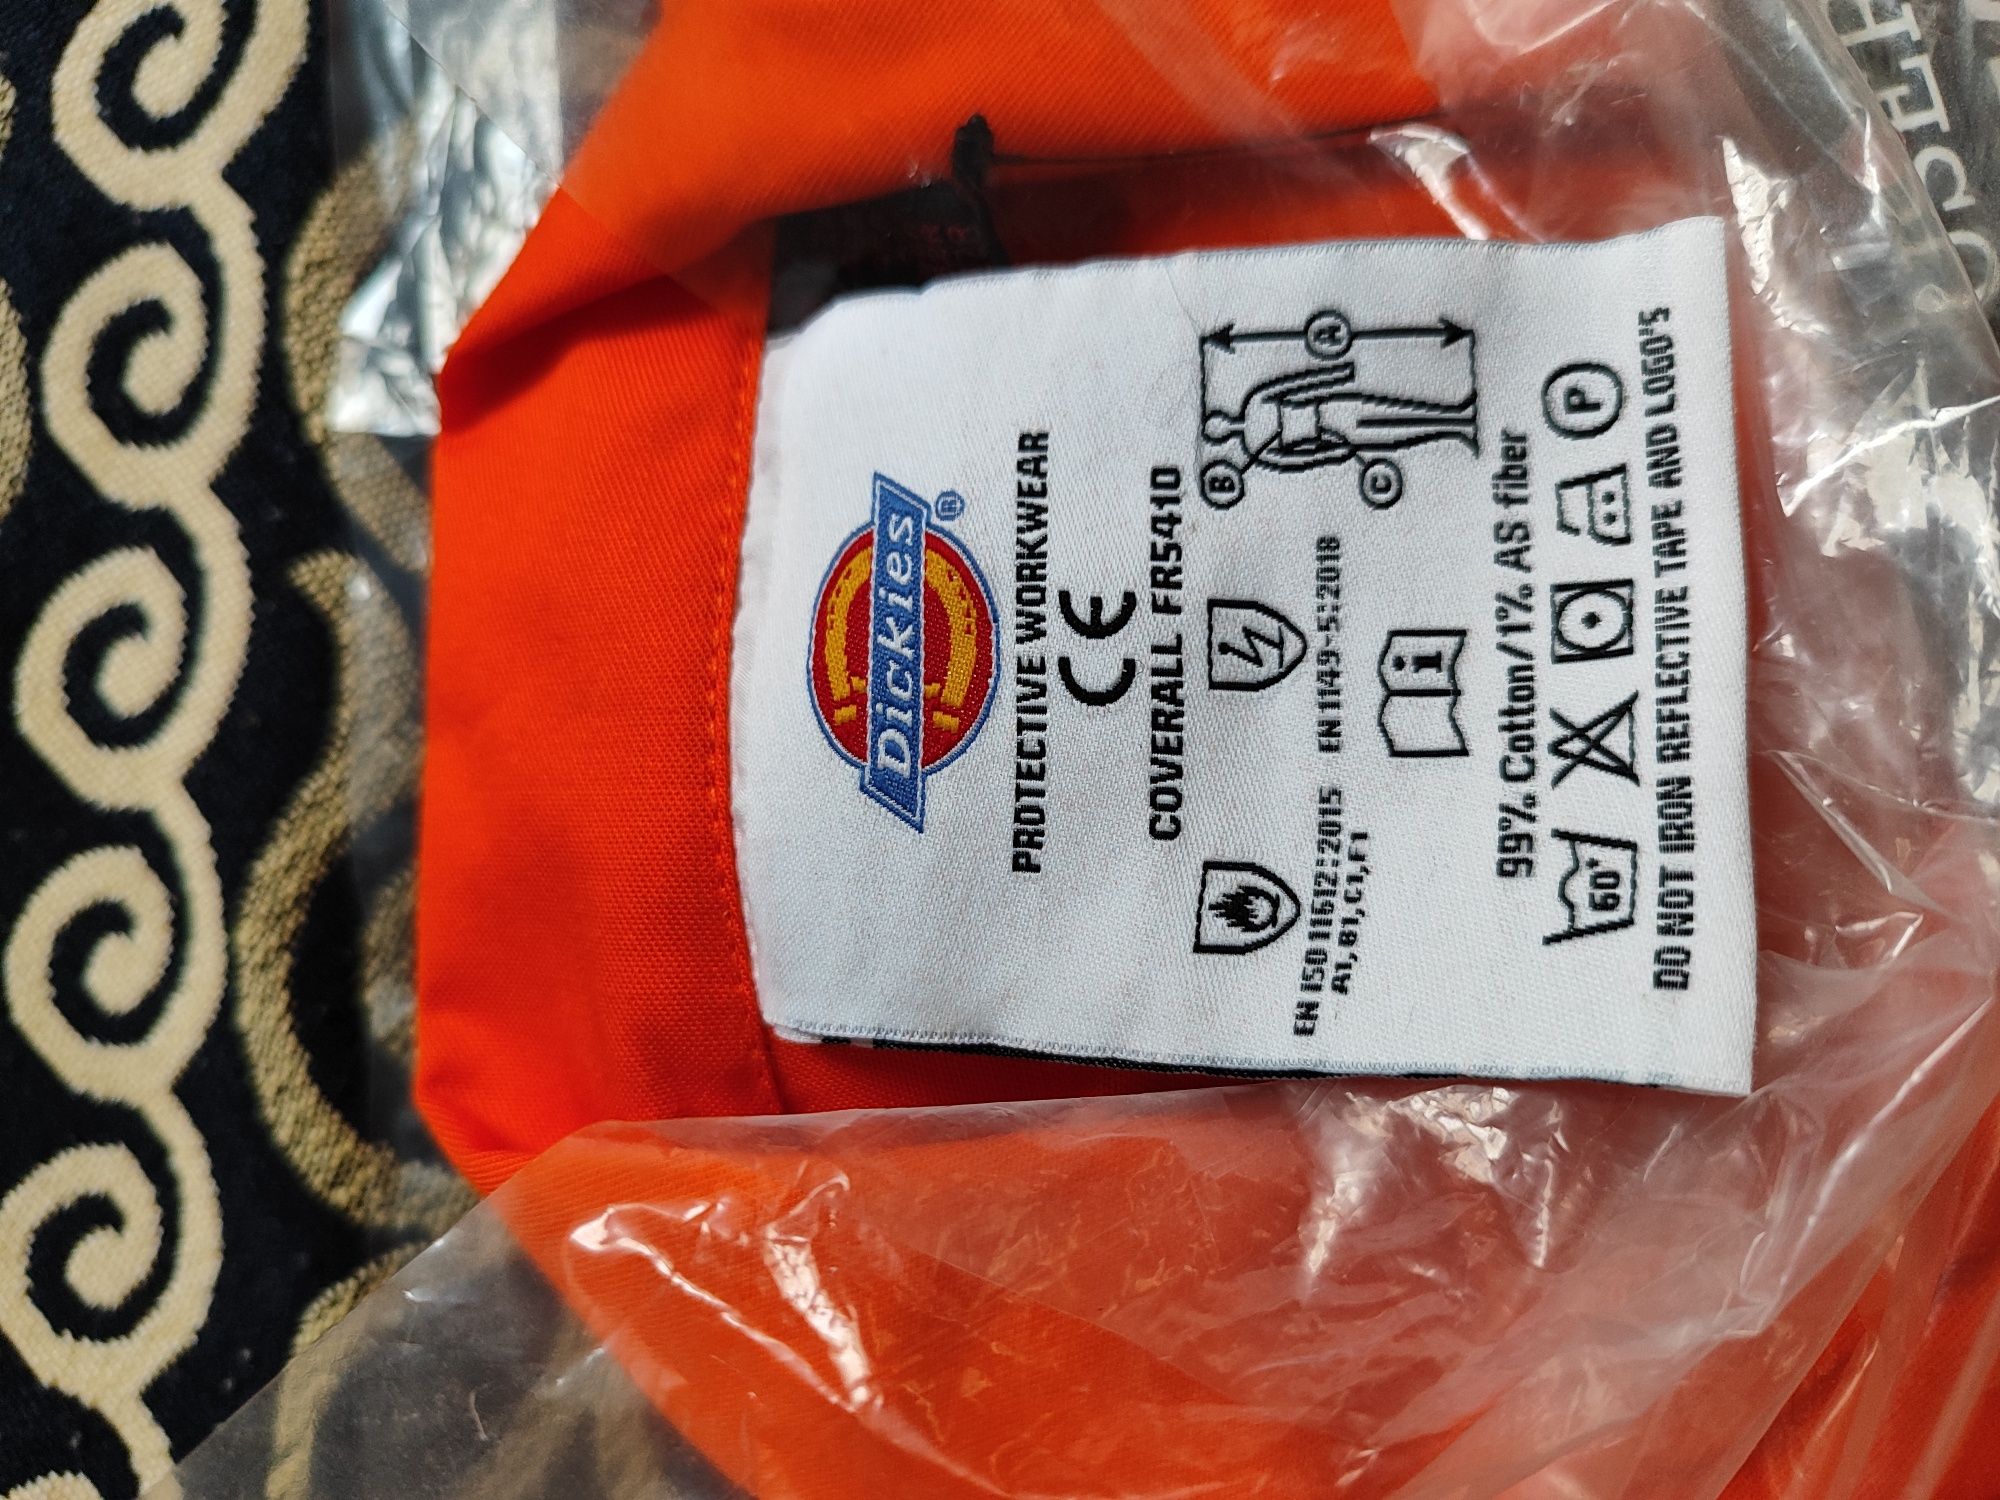 Dickies®
PROTECTIVE WORKWEAR
CE
COVERALL FR5410
EN ISO 11612:2015
A1,B1,C1,F1
EN 1149-5:2018
A
B
C
i
99% Cotton/1% AS fiber
60°
P
DO NOT IRON REFLECTIVE TAPE AND LOGO'S